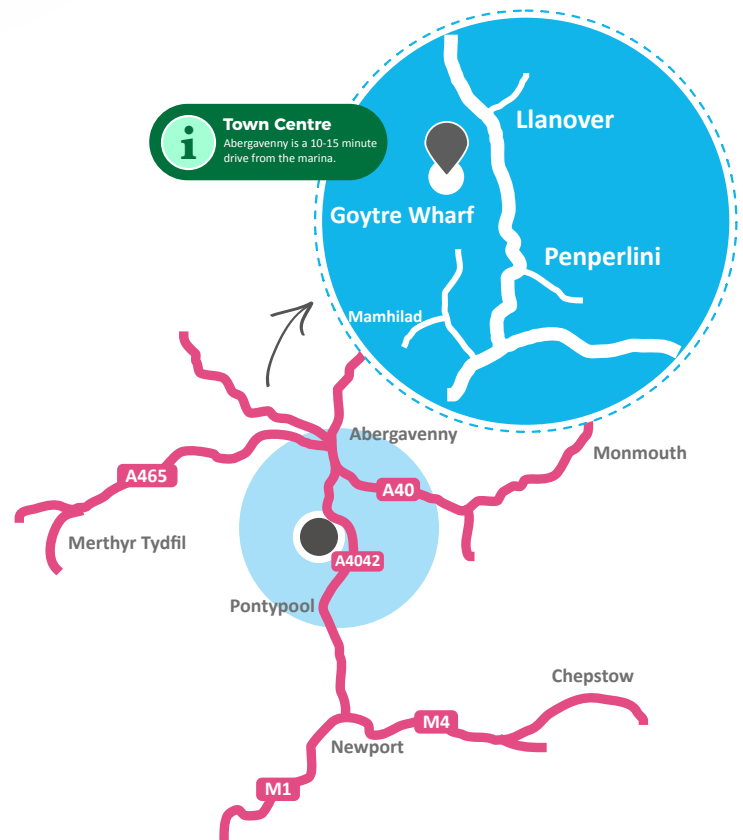 Llanover
i
Town Centre
Abergavenny is a 10-15 minute
drive from the marina.
Goytre Wharf
Penperlini
Mamhilad
Abergavenny
Monmouth
A465
A40
Merthyr Tydfil
A4042
Pontypool
Chepstow
M4
Newport
M1